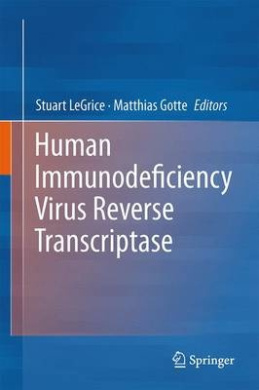 Stuart LeGrice · Matthias Gotte Editors
Human
Immunodeficiency
Virus Reverse
Transcriptase
Springer